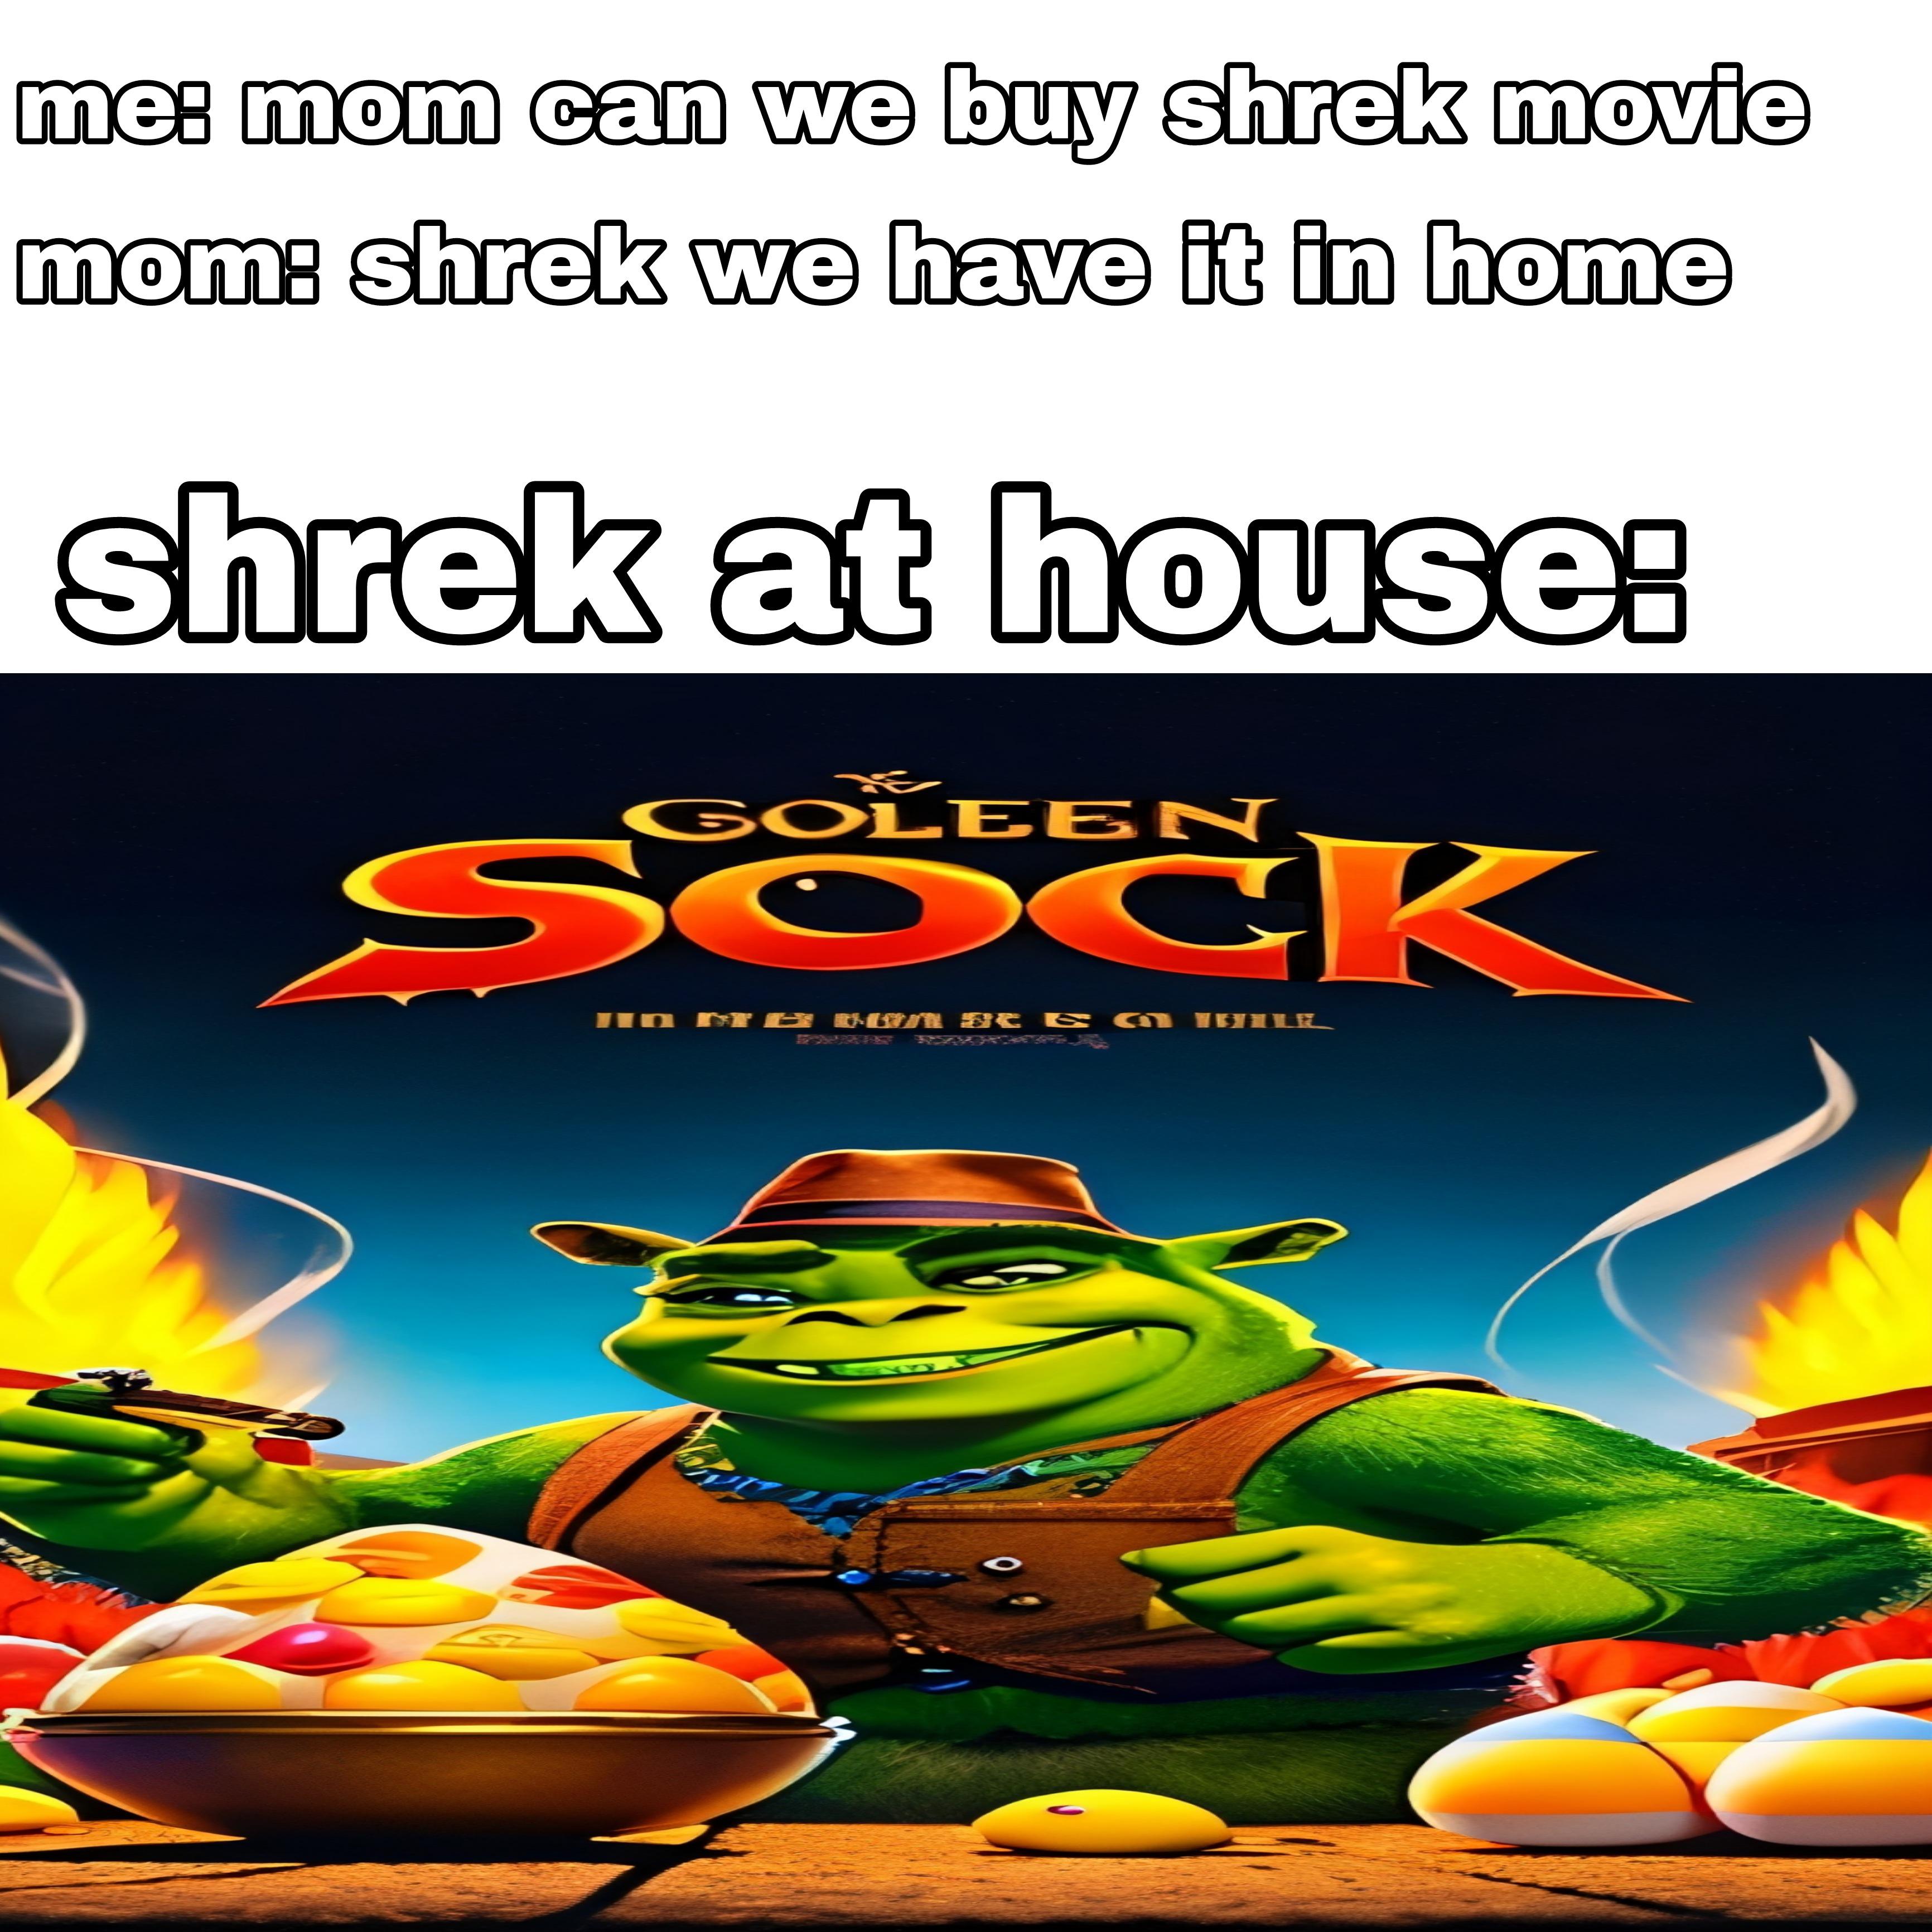 me: mom can we buy shrek movie
mom: shrek we have it in home
shrek at house:
GOLEEN
SOCK